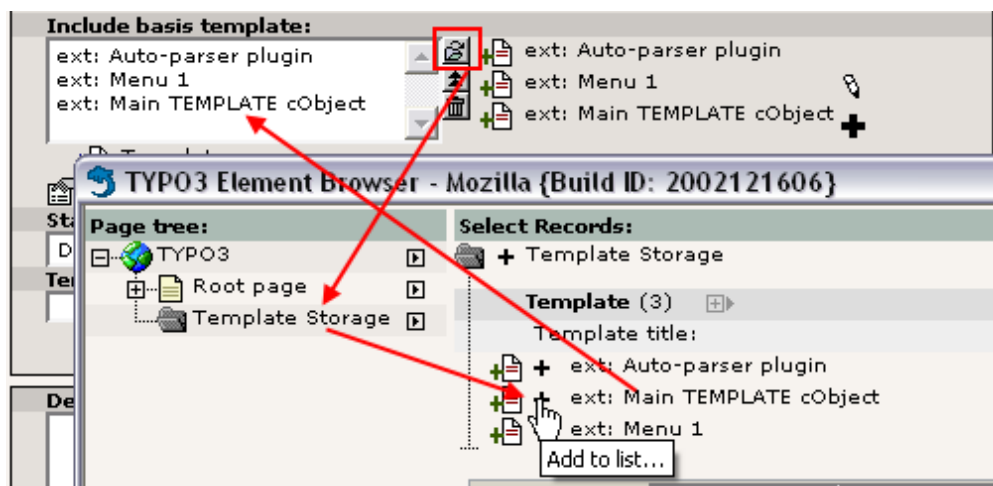 Include basis template:
ext: Auto-parser plugin
ext: Menu 1
ext: Main TEMPLATE cObject
ext: Auto-parser plugin
ext: Menu 1
ext: Main TEMPLATE cObject
TYPO3 Element Browser - Mozilla {Build ID: 2002121606}
Sta
Page tree:
Select Records:
D
TYPO3
Template Storage
Te
Root page
Template (3)
Template Storage
Template title:
ext: Auto-parser plugin
De
ext: Main TEMPLATE cObject
ext: Menu 1
Add to list...